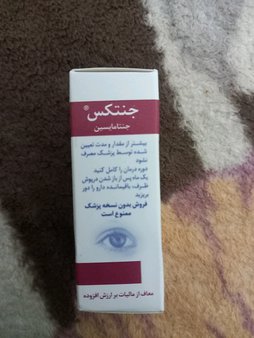 جنتکس®
جنتامایسین
بیشتر از مقدار و مدت تعیین
شده توسط پزشک مصرف
نشود
دوره درمان را کامل کنید
یک ماه پس از باز شدن درپوش
ظرف، باقیمانده دارو را دور
بریزید
فروش بدون نسخه پزشک
ممنوع است
معاف از مالیات بر ارزش افزوده